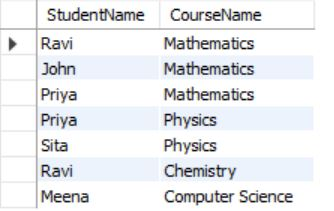 StudentName CourseName
Ravi Mathematics
John Mathematics
Priya Mathematics
Priya Physics
Sita Physics
Ravi Chemistry
Meena Computer Science